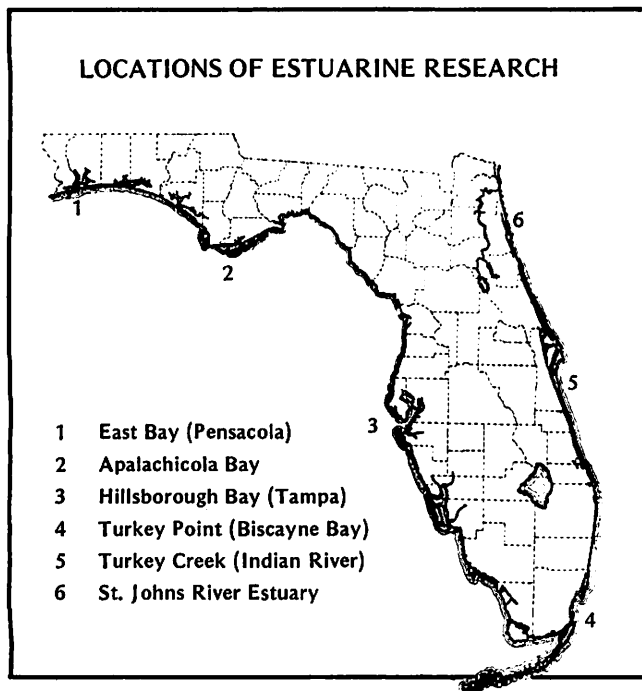 LOCATIONS OF ESTUARINE RESEARCH
1
2
6
5
3
4
1 East Bay (Pensacola)
2 Apalachicola Bay
3 Hillsborough Bay (Tampa)
4 Turkey Point (Biscayne Bay)
5 Turkey Creek (Indian River)
6 St. Johns River Estuary